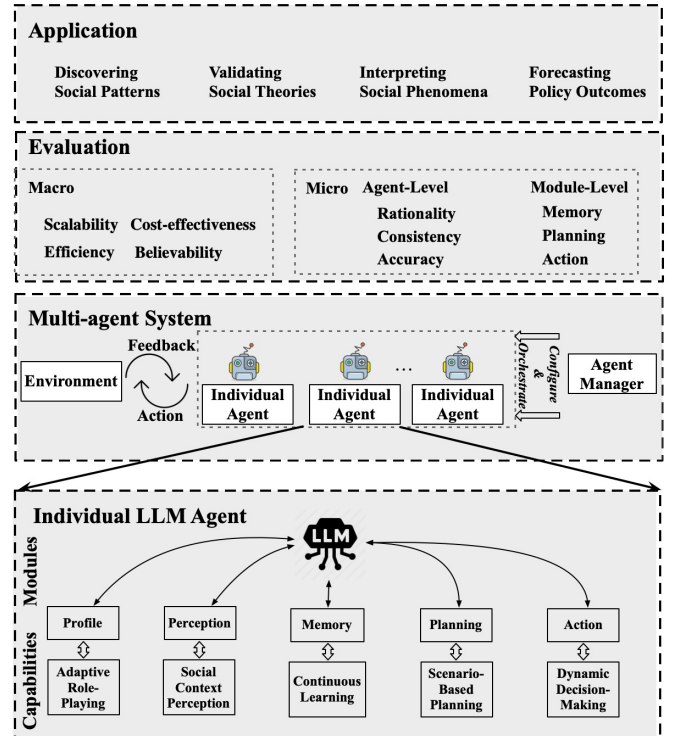 Application
Discovering Social Patterns
Validating Social Theories
Interpreting Social Phenomena
Forecasting Policy Outcomes
Evaluation
Macro
Scalability Cost-effectiveness
Efficiency Believability
Micro
Agent-Level
Rationality
Consistency
Accuracy
Module-Level
Memory
Planning
Action
Multi-agent System
Environment
Feedback
Action
Individual Agent
Individual Agent
...
Individual Agent
Configure & Orchestrate
Agent Manager
Individual LLM Agent
LLM
Modules
Profile
Perception
Memory
Planning
Action
Capabilities
Adaptive Role-Playing
Social Context Perception
Continuous Learning
Scenario-Based Planning
Dynamic Decision-Making